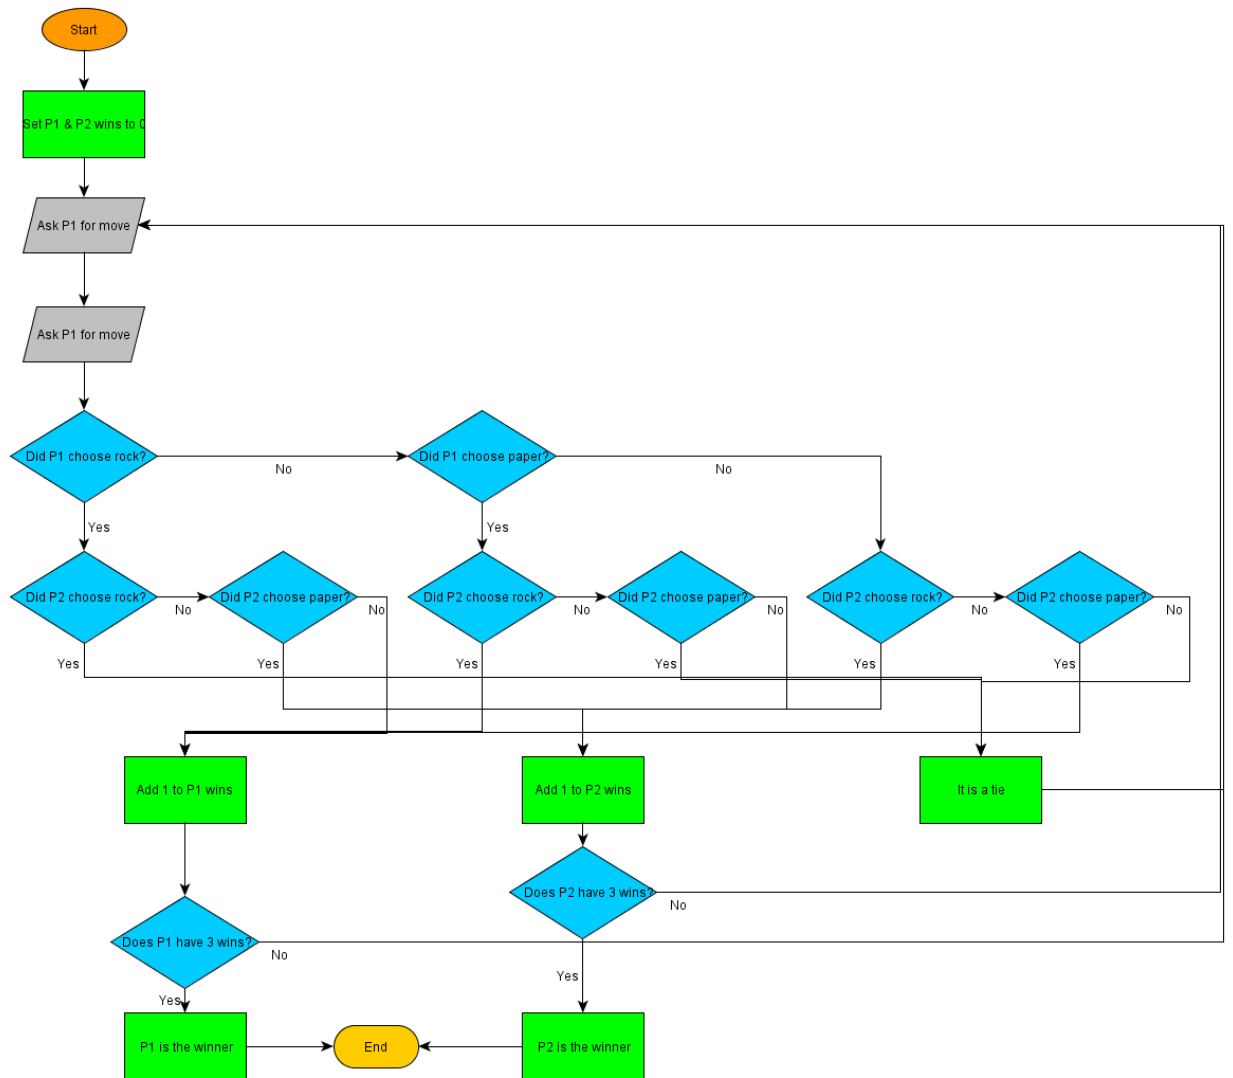 Start
Set P1 & P2 wins to 0
Ask P1 for move
Ask P1 for move
Did P1 choose rock?
No
Did P1 choose paper?
No
Yes
Yes
Did P2 choose rock?
No
Did P2 choose paper?
No
Did P2 choose rock?
No
Did P2 choose paper?
No
Did P2 choose rock?
No
Did P2 choose paper?
No
Yes
Yes
Yes
Yes
Yes
Yes
Add 1 to P1 wins
Add 1 to P2 wins
It is a tie
Does P2 have 3 wins?
No
Does P1 have 3 wins?
No
Yes
Yes
P1 is the winner
End
P2 is the winner